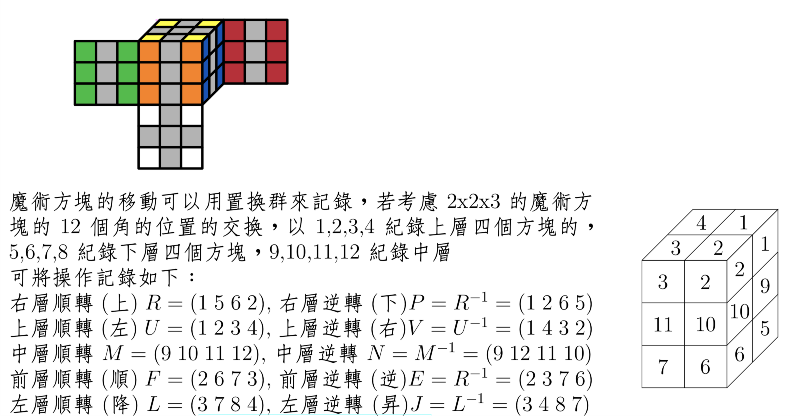 魔術方塊的移動可以用置換群來記錄，若考慮 2x2x3 的魔術方
塊的 12 個角的位置的交換，以 1,2,3,4 紀錄上層四個方塊的，
5,6,7,8 紀錄下層四個方塊，9,10,11,12 紀錄中層
可將操作記錄如下：
右層順轉 (上) R = (1 5 6 2), 右層逆轉 (下)P = R⁻¹ = (1 2 6 5)
上層順轉 (左) U = (1 2 3 4), 上層逆轉 (右)V = U⁻¹ = (1 4 3 2)
中層順轉 M = (9 10 11 12), 中層逆轉 N = M⁻¹ = (9 12 11 10)
前層順轉 (順) F = (2 6 7 3), 前層逆轉 (逆)E = R⁻¹ = (2 3 7 6)
左層順轉 (降) L = (3 7 8 4), 左層逆轉 (昇)J = L⁻¹ = (3 4 8 7)
4 1
3 2 1
3 2 2 9
11 10 10 5
7 6 6